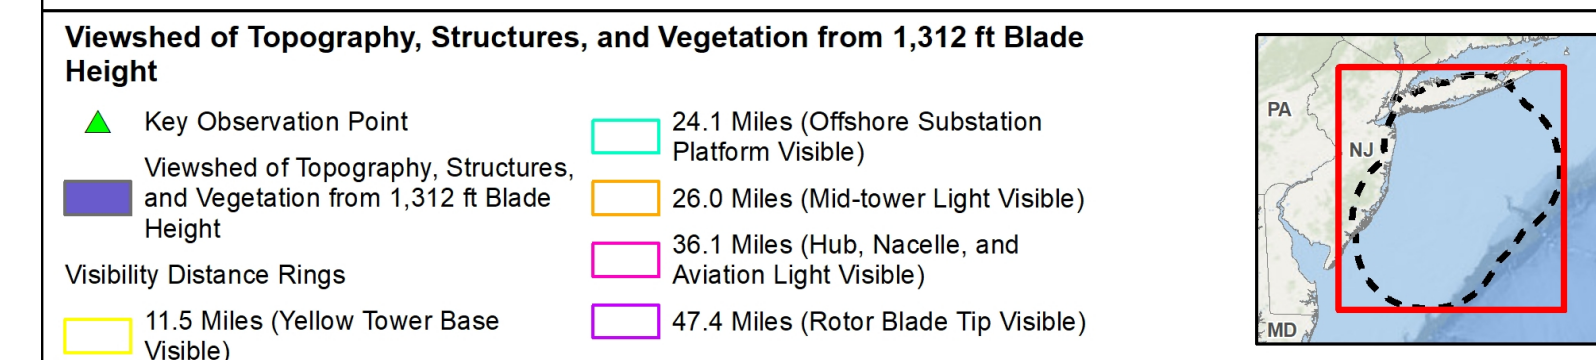 Viewshed of Topography, Structures, and Vegetation from 1,312 ft Blade
Height
Key Observation Point
Viewshed of Topography, Structures,
and Vegetation from 1,312 ft Blade
Height
Visibility Distance Rings
11.5 Miles (Yellow Tower Base
Visible)
24.1 Miles (Offshore Substation
Platform Visible)
26.0 Miles (Mid-tower Light Visible)
36.1 Miles (Hub, Nacelle, and
Aviation Light Visible)
47.4 Miles (Rotor Blade Tip Visible)
PA
NJ
MD